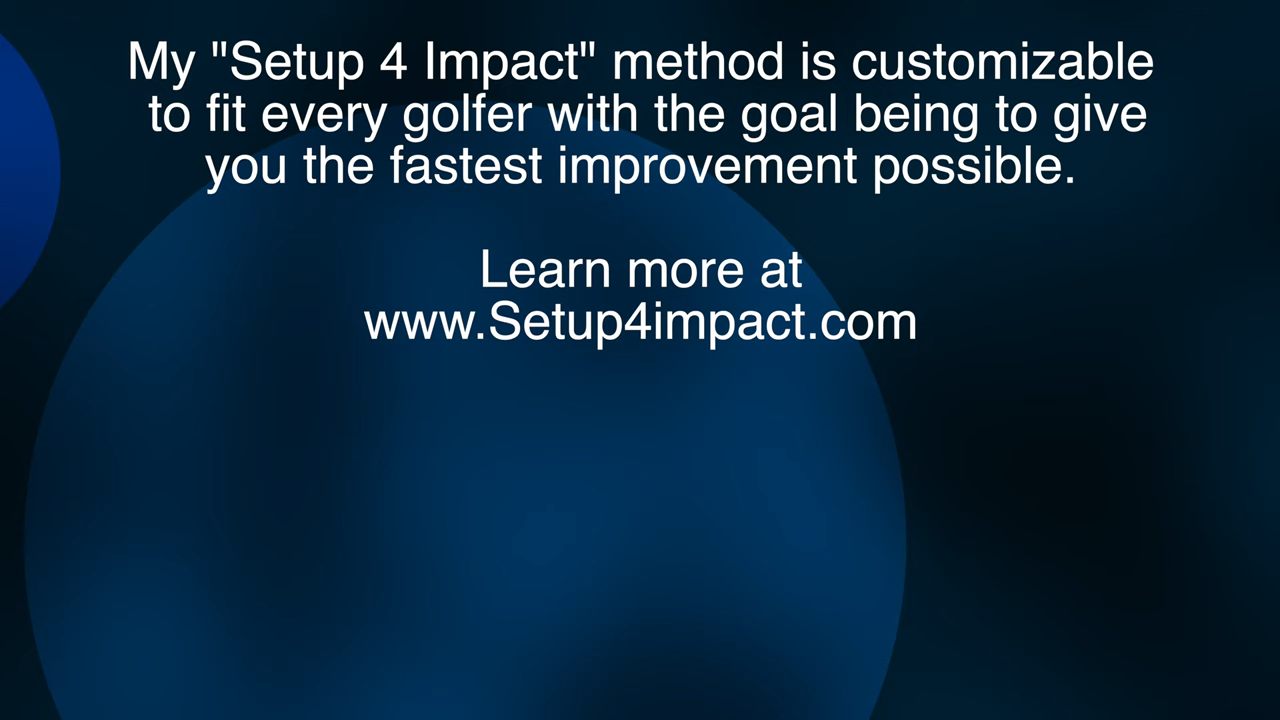 My "Setup 4 Impact" method is customizable
to fit every golfer with the goal being to give
you the fastest improvement possible.
Learn more at
www.Setup4impact.com